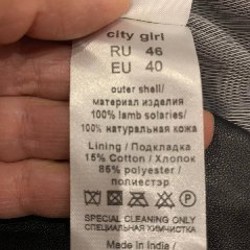 city girl
RU 46
EU 40
outer shell/
материал изделия
100% lamb solaries/
100% натуральная кожа
Lining / Подкладка
15% Cotton / Хлопок
85% polyester /
полиэстер
SPECIAL CLEANING ONLY
СПЕЦИАЛЬНАЯ ХИМЧИСТКА
Made in India /